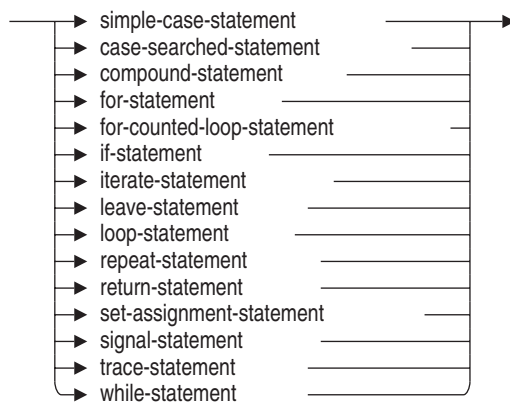 simple-case-statement
case-searched-statement
compound-statement
for-statement
for-counted-loop-statement
if-statement
iterate-statement
leave-statement
loop-statement
repeat-statement
return-statement
set-assignment-statement
signal-statement
trace-statement
while-statement